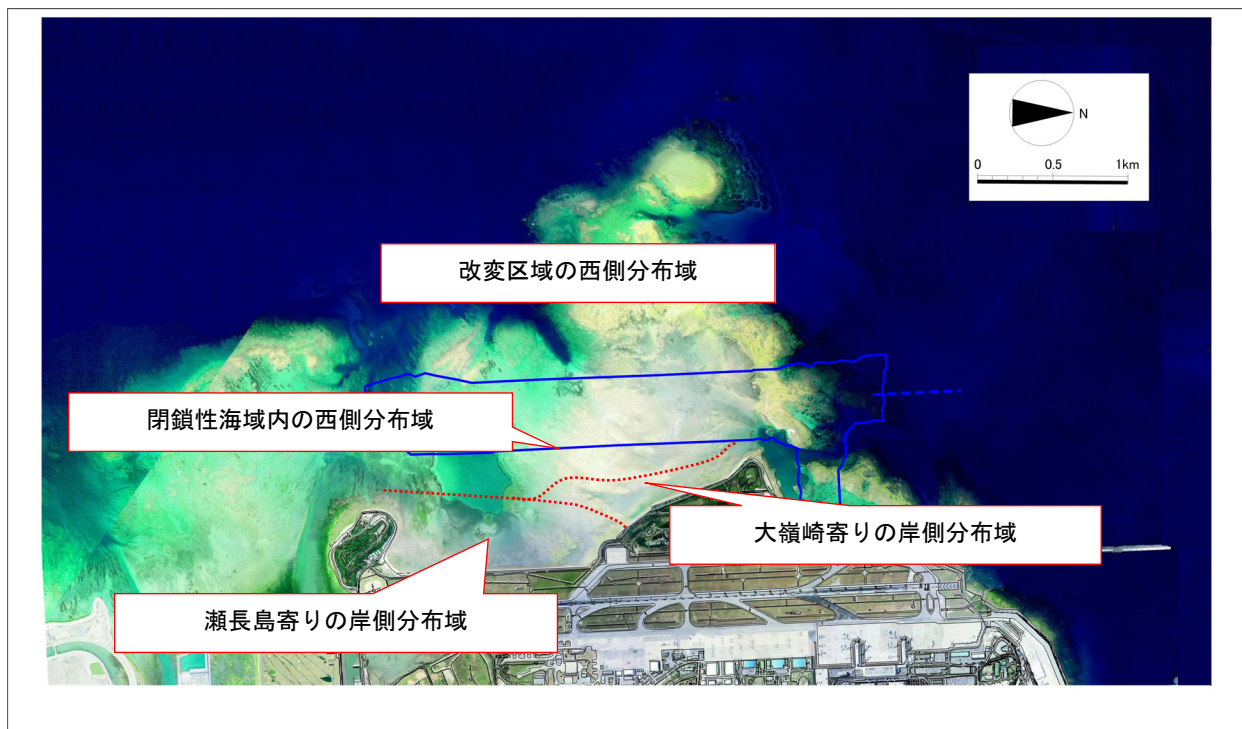 N
0 0.5 1km
改変区域の西側分布域
閉鎖性海域内の西側分布域
大嶺崎寄りの岸側分布域
瀬長島寄りの岸側分布域